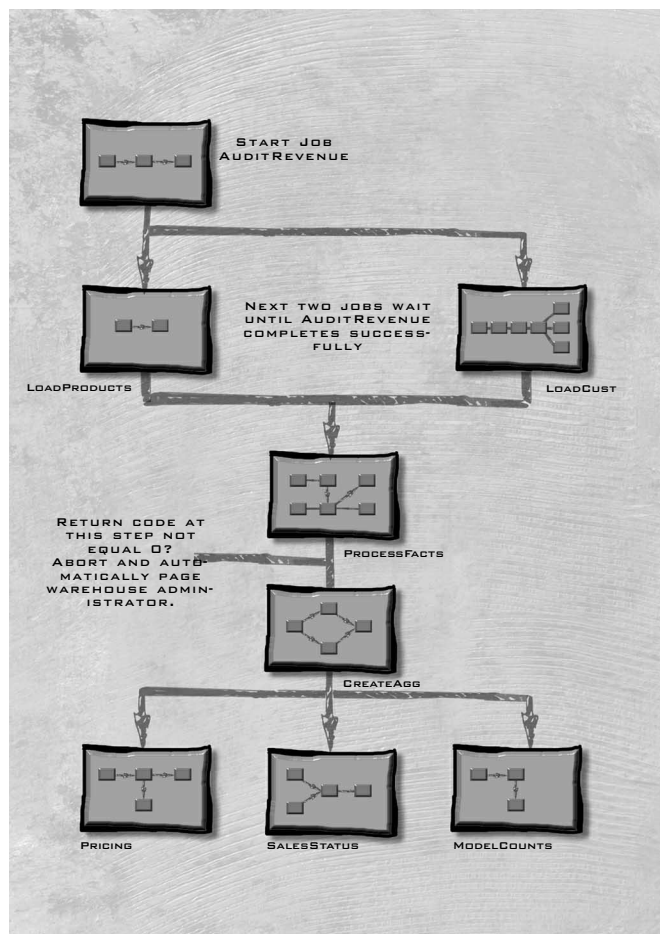 Start Job
AuditRevenue
Next two jobs wait
until AuditRevenue
completes success-
fully
LoadProducts
LoadCust
Return code at
this step not
equal 0?
Abort and auto-
matically page
warehouse admin-
istrator.
ProcessFacts
CreateAgg
Pricing
SalesStatus
ModelCounts